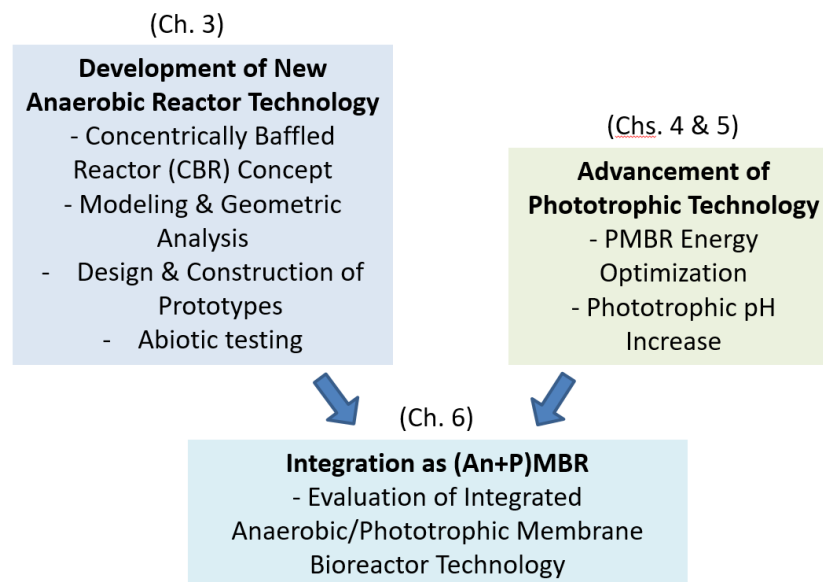 (Ch. 3)
Development of New
Anaerobic Reactor Technology
- Concentrically Baffled
Reactor (CBR) Concept
- Modeling & Geometric
Analysis
- Design & Construction of
Prototypes
- Abiotic testing
(Chs. 4 & 5)
Advancement of
Phototrophic Technology
- PMBR Energy
Optimization
- Phototrophic pH
Increase
(Ch. 6)
Integration as (An+P)MBR
- Evaluation of Integrated
Anaerobic/Phototrophic Membrane
Bioreactor Technology